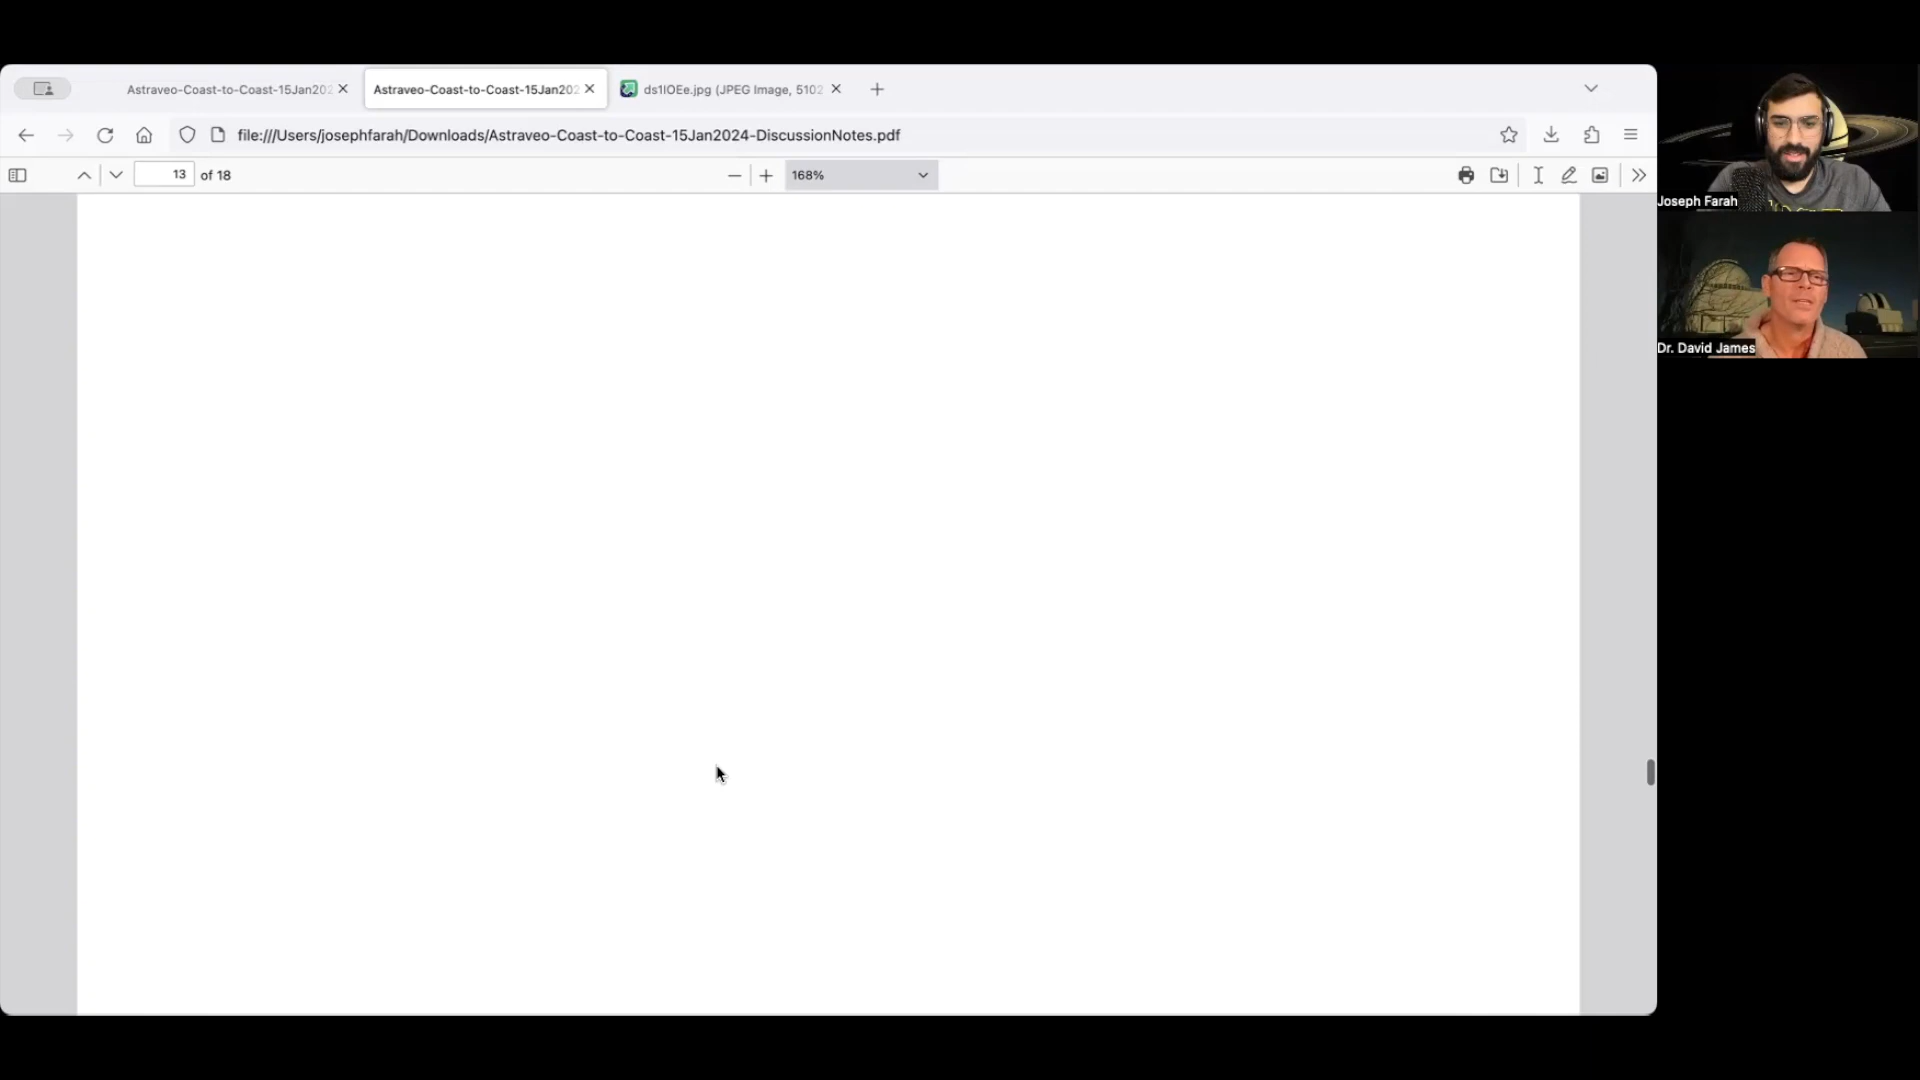 Astraveo-Coast-to-Coast-15Jan202
Astraveo-Coast-to-Coast-15Jan202
ds1IOEe.jpg (JPEG Image, 5102
file:///Users/josephfarah/Downloads/Astraveo-Coast-to-Coast-15Jan2024-DiscussionNotes.pdf
13 of 18
168%
Joseph Farah
Dr. David James